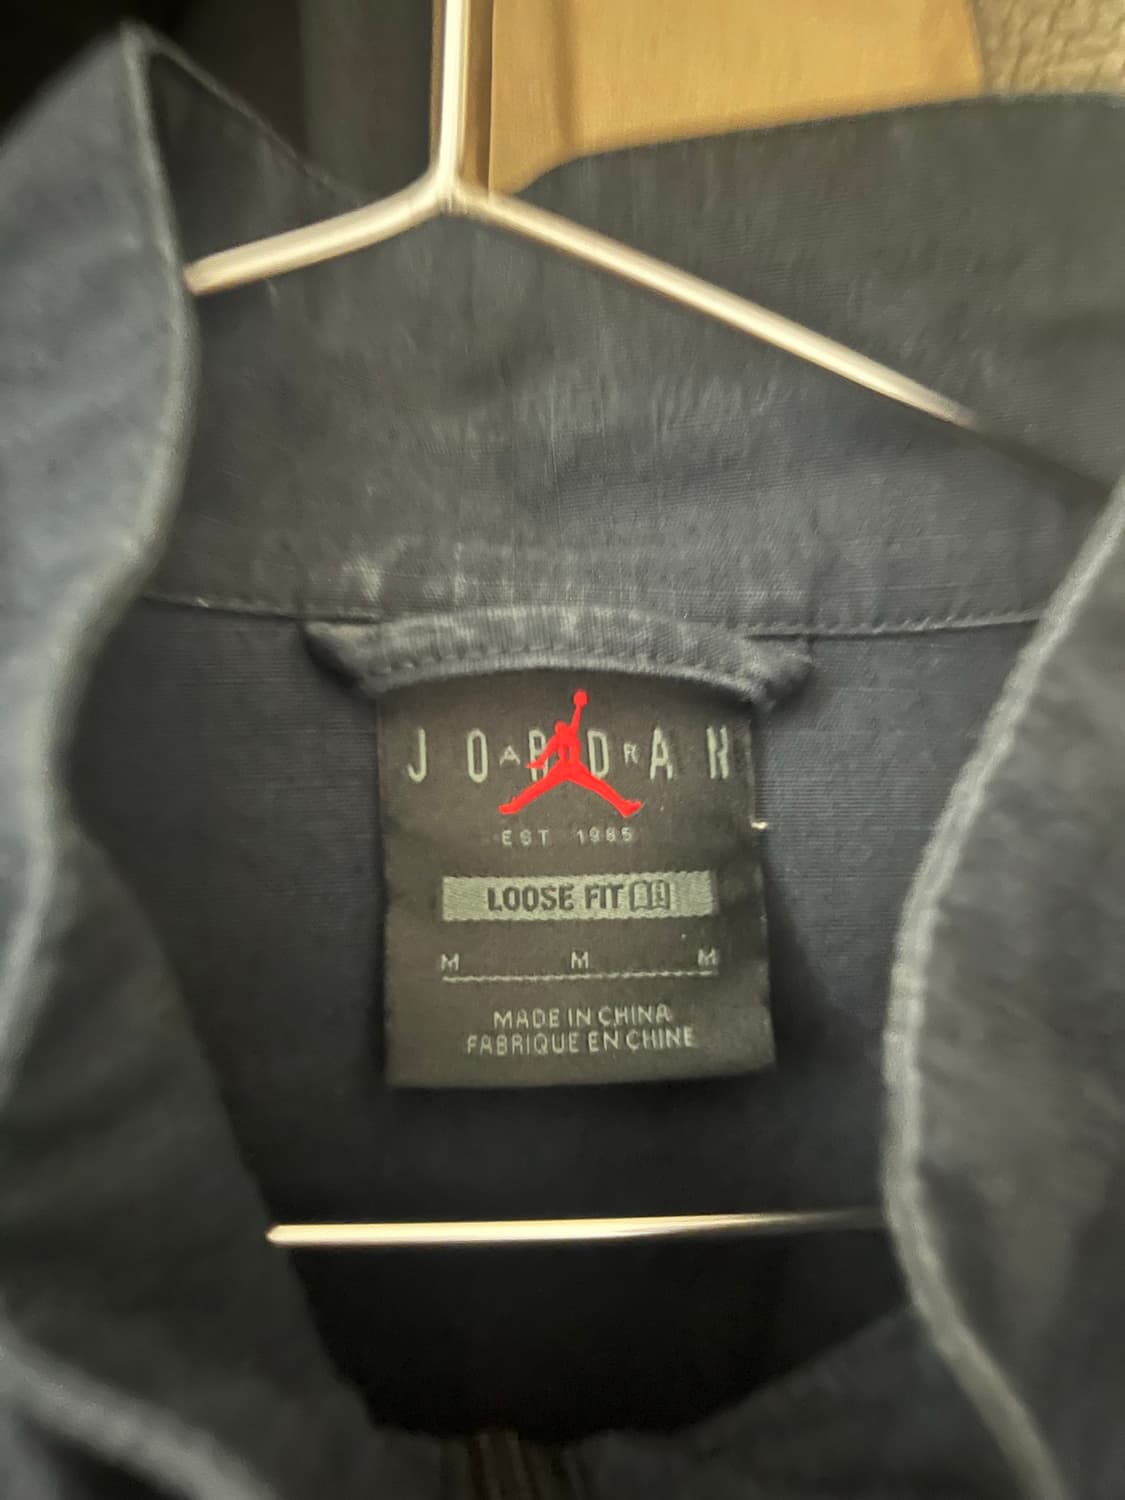 JORDAN
AIR
EST 1985
LOOSE FIT
M M M
MADE IN CHINA
FABRIQUE EN CHINE